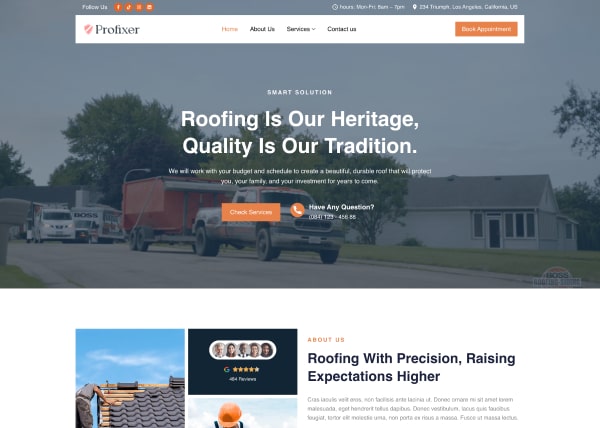 Follow Us
hours: Mon-Fri: 8am – 7pm
234 Triumph, Los Angeles, California, US
Profixer
Home
About Us
Services
Contact us
Book Appointment
SMART SOLUTION
Roofing Is Our Heritage,
Quality Is Our Tradition.
We will work with your budget and schedule to create a beautiful, durable roof that will protect
you, your family, and your investment for years to come.
Check Services
Have Any Question?
(084) 123 - 456 88
BOSS
BOSS
ROOFING-SIDING
G
484 Reviews
ABOUT US
Roofing With Precision, Raising
Expectations Higher
Cras iaculis velit eros, non facilisis ante lacinia ut. Donec ornare mi sit amet lorem
malesuada, eget hendrerit tellus dapibus. Donec vestibulum, lacus quis faucibus
feugiat, tortor elit molestie urna, non porta ex risus a massa. Fusce ut massa lectus.